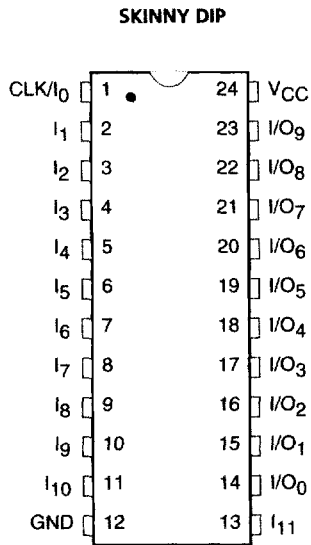 SKINNY DIP
CLK/I0 1 24 VCC
I1 2 23 I/O9
I2 3 22 I/O8
I3 4 21 I/O7
I4 5 20 I/O6
I5 6 19 I/O5
I6 7 18 I/O4
I7 8 17 I/O3
I8 9 16 I/O2
I9 10 15 I/O1
I10 11 14 I/O0
GND 12 13 I11